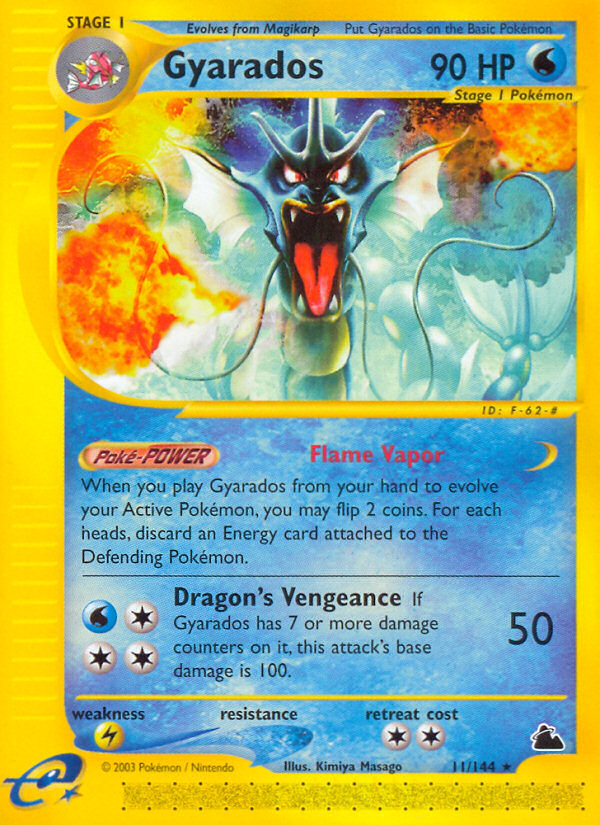 STAGE 1
Evolves from Magikarp Put Gyarados on the Basic Pokémon
Gyarados 90 HP
Stage 1 Pokémon
ID: F-62-#
Poké-POWER Flame Vapor
When you play Gyarados from your hand to evolve
your Active Pokémon, you may flip 2 coins. For each
heads, discard an Energy card attached to the
Defending Pokémon.
Dragon's Vengeance If
Gyarados has 7 or more damage
counters on it, this attack's base
damage is 100.
50
weakness resistance retreat cost
© 2003 Pokémon / Nintendo Illus. Kimiya Masago 11/144 ★
e